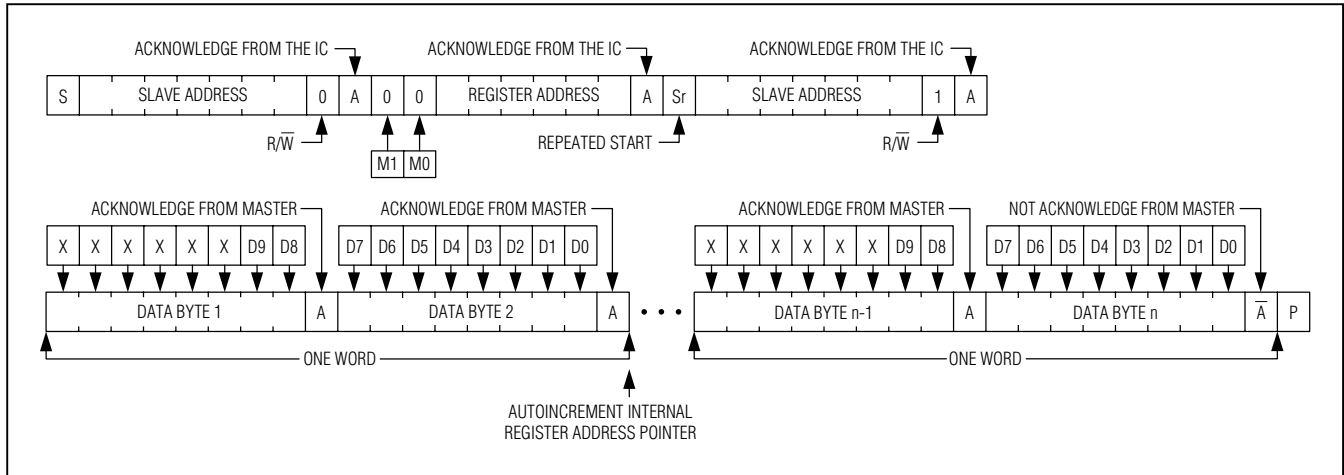 ACKNOWLEDGE FROM THE IC ACKNOWLEDGE FROM THE IC ACKNOWLEDGE FROM THE IC
S SLAVE ADDRESS 0 A 0 0 REGISTER ADDRESS A Sr SLAVE ADDRESS 1 A
R/W̅ REPEATED START R/W̅
M1 M0
ACKNOWLEDGE FROM MASTER ACKNOWLEDGE FROM MASTER ACKNOWLEDGE FROM MASTER NOT ACKNOWLEDGE FROM MASTER
X X X X X X D9 D8 D7 D6 D5 D4 D3 D2 D1 D0 X X X X X X D9 D8 D7 D6 D5 D4 D3 D2 D1 D0
DATA BYTE 1 A DATA BYTE 2 A • • • DATA BYTE n-1 A DATA BYTE n A̅ P
ONE WORD ONE WORD
AUTOINCREMENT INTERNAL
REGISTER ADDRESS POINTER